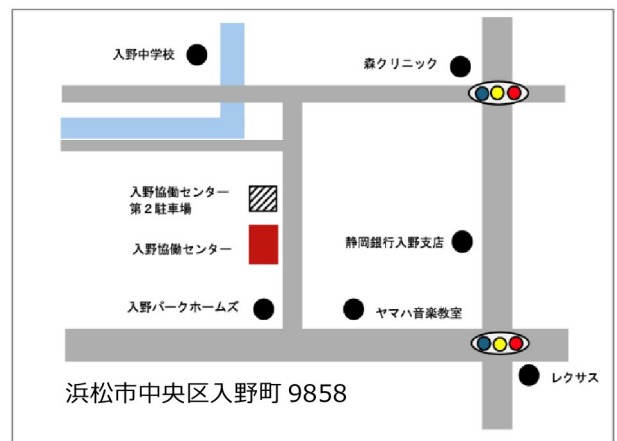 入野中学校
森クリニック
入野協働センター
第2駐車場
入野協働センター
静岡銀行入野支店
入野パークホームズ
ヤマハ音楽教室
レクサス
浜松市中央区入野町 9858